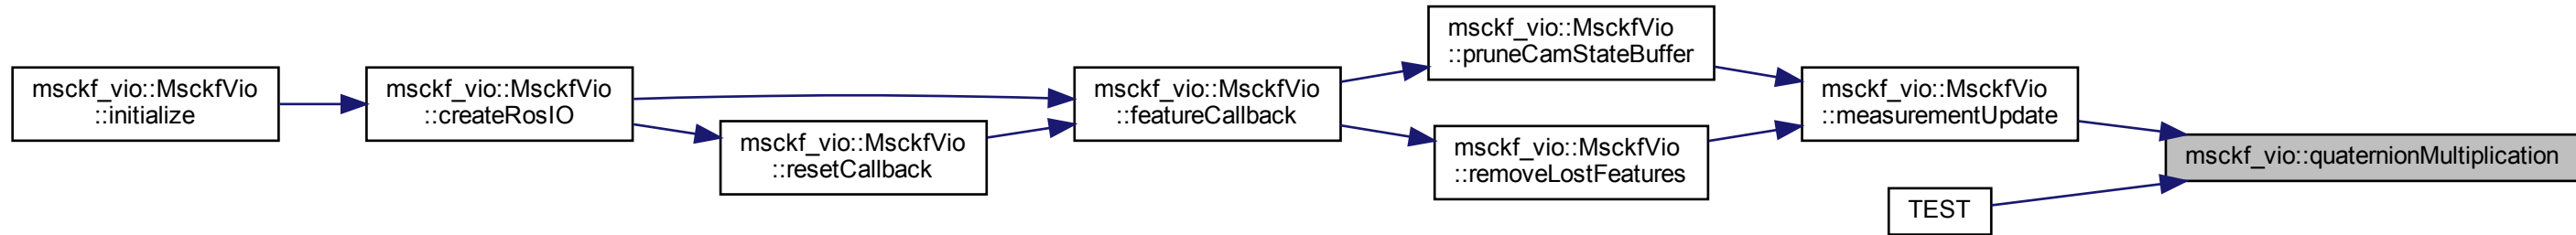 msckf_vio::MsckfVio
::initialize
msckf_vio::MsckfVio
::createRosIO
msckf_vio::MsckfVio
::resetCallback
msckf_vio::MsckfVio
::featureCallback
msckf_vio::MsckfVio
::pruneCamStateBuffer
msckf_vio::MsckfVio
::removeLostFeatures
msckf_vio::MsckfVio
::measurementUpdate
TEST
msckf_vio::quaternionMultiplication